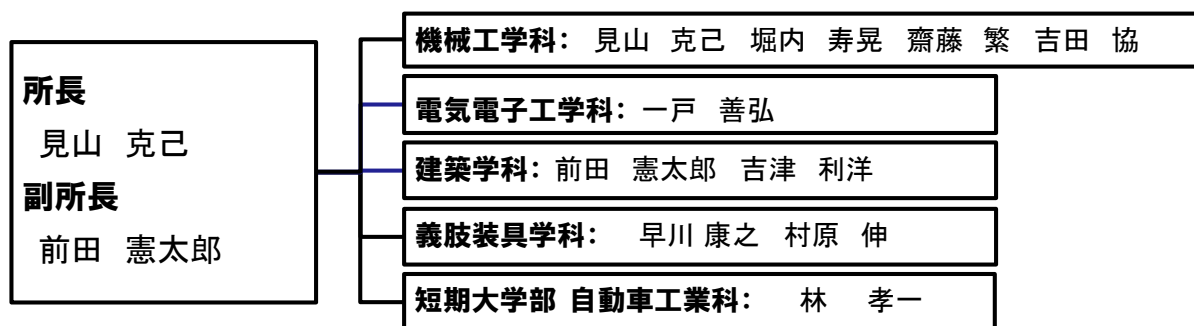 所長
見山 克己
副所長
前田 憲太郎
機械工学科: 見山 克己 堀内 寿晃 齋藤 繁 吉田 協
電気電子工学科: 一戸 善弘
建築学科: 前田 憲太郎 吉津 利洋
義肢装具学科: 早川 康之 村原 伸
短期大学部 自動車工業科: 林 孝一